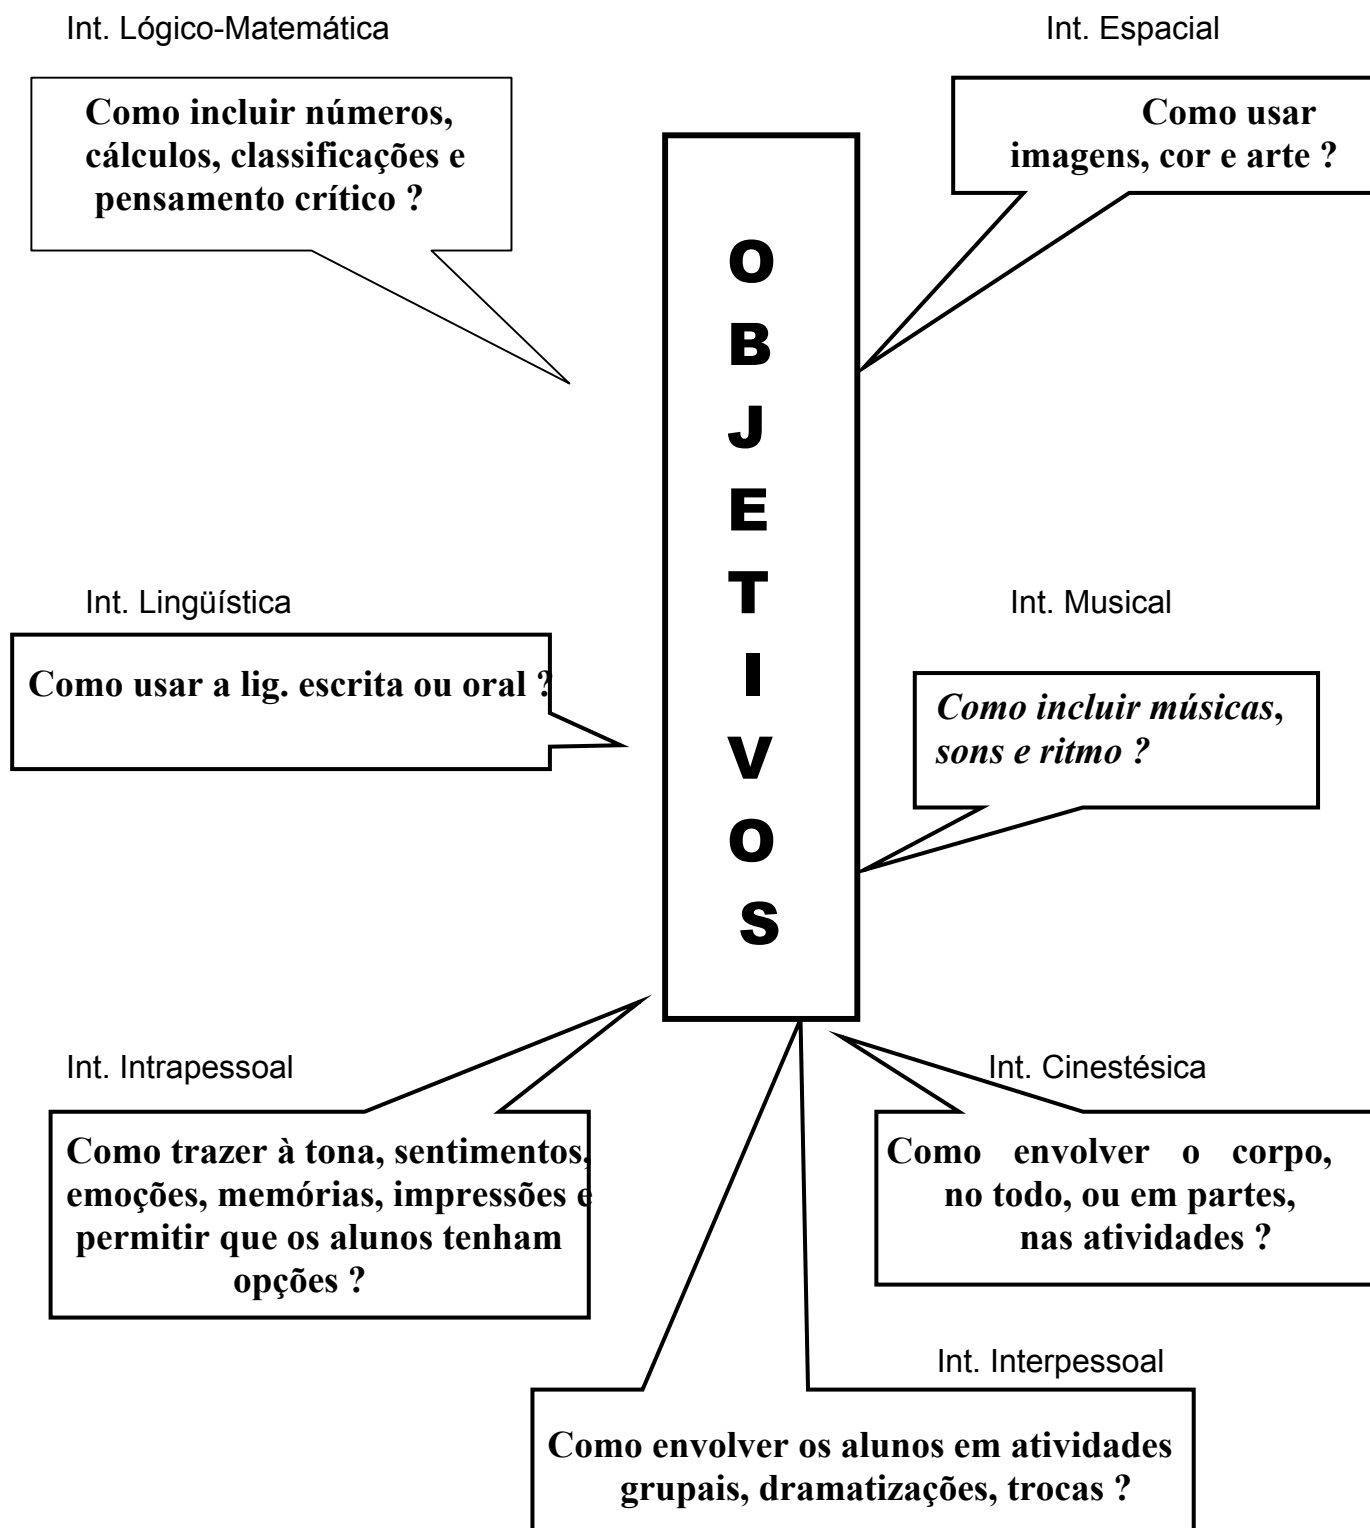 Int. Lógico-Matemática
Int. Espacial
Como incluir números,
cálculos, classificações e
pensamento crítico ?
Como usar
imagens, cor e arte ?
O
B
J
E
T
I
V
O
S
Int. Lingüística
Int. Musical
Como usar a lig. escrita ou oral ?
Como incluir músicas,
sons e ritmo ?
Int. Intrapessoal
Int. Cinestésica
Como trazer à tona, sentimentos,
emoções, memórias, impressões e
permitir que os alunos tenham
opções ?
Como envolver o corpo,
no todo, ou em partes,
nas atividades ?
Int. Interpessoal
Como envolver os alunos em atividades
grupais, dramatizações, trocas ?